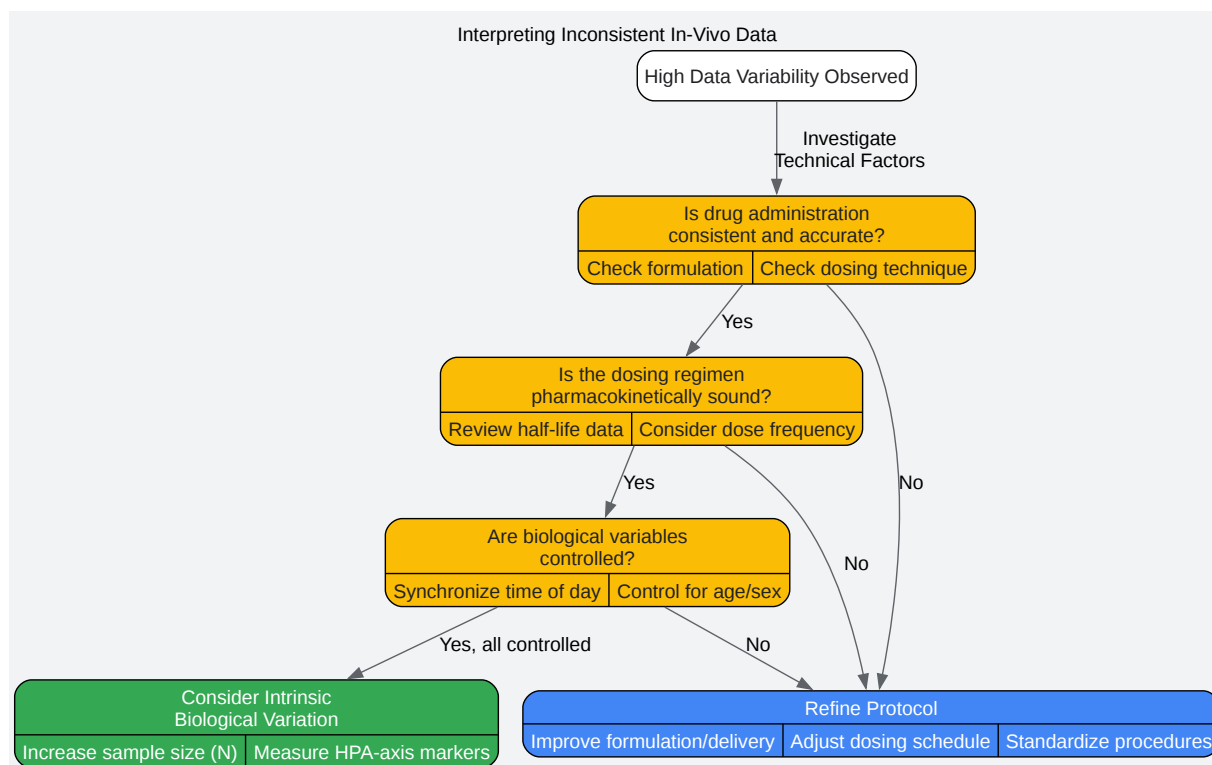 Interpreting Inconsistent In-Vivo Data
High Data Variability Observed
Investigate
Technical Factors
Is drug administration
consistent and accurate?
Check formulation
Check dosing technique
Yes
Is the dosing regimen
pharmacokinetically sound?
Review half-life data
Consider dose frequency
Yes
No
Are biological variables
controlled?
Synchronize time of day
Control for age/sex
No
Yes, all controlled
No
Consider Intrinsic
Biological Variation
Increase sample size (N)
Measure HPA-axis markers
Refine Protocol
Improve formulation/delivery
Adjust dosing schedule
Standardize procedures